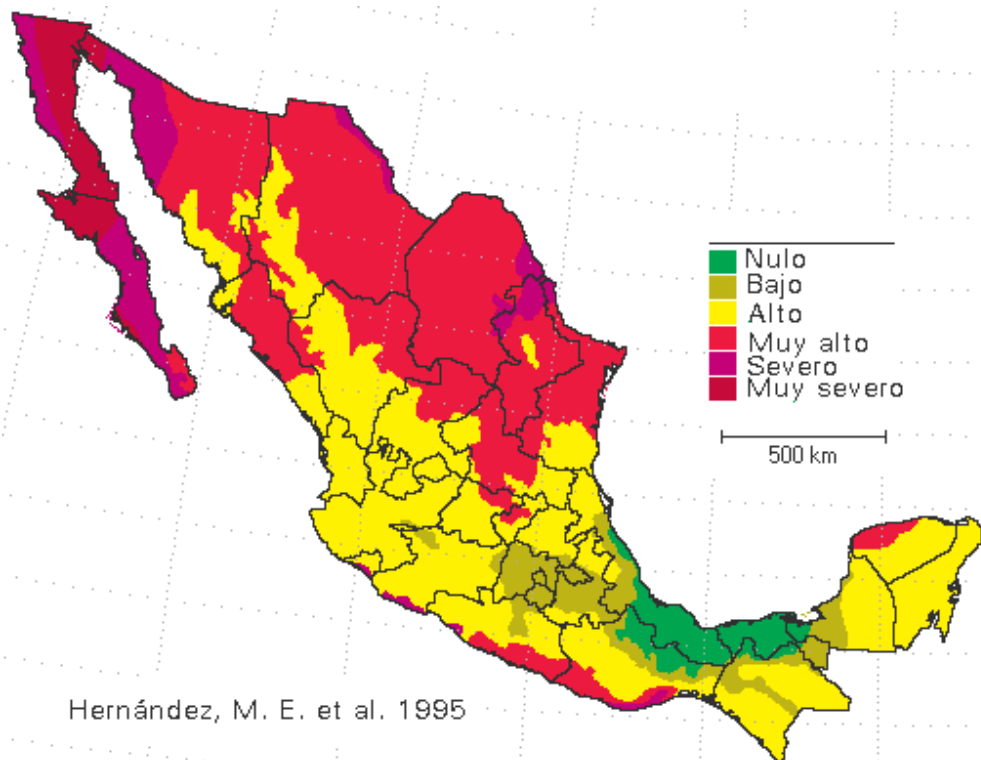 Nulo
Bajo
Alto
Muy alto
Severo
Muy severo
500 km
Hernández, M. E. et al. 1995